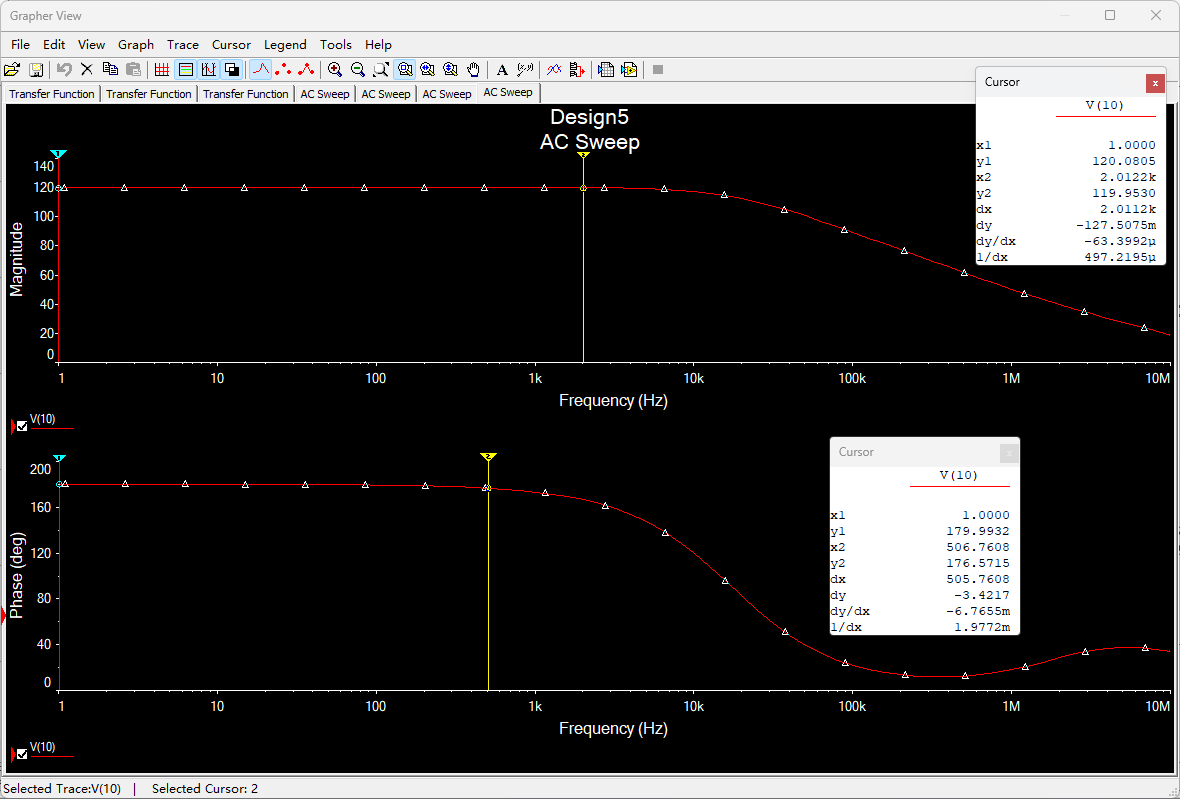 Grapher View
File Edit View Graph Trace Cursor Legend Tools Help
Transfer Function Transfer Function Transfer Function AC Sweep AC Sweep AC Sweep AC Sweep
Design5
AC Sweep
140
120
100
80
60
40
20
0
Magnitude
1 10 100 1k 10k 100k 1M 10M
Frequency (Hz)
V(10)
Cursor
V(10)
x1 1.0000
y1 120.0805
x2 2.0122k
y2 119.9530
dx 2.0112k
dy -127.5075m
dy/dx -63.3992µ
1/dx 497.2195µ
200
160
120
80
40
0
Phase (deg)
1 10 100 1k 10k 100k 1M 10M
Frequency (Hz)
V(10)
Cursor
V(10)
x1 1.0000
y1 179.9932
x2 506.7608
y2 176.5715
dx 505.7608
dy -3.4217
dy/dx -6.7655m
1/dx 1.9772m
Selected Trace:V(10) | Selected Cursor: 2